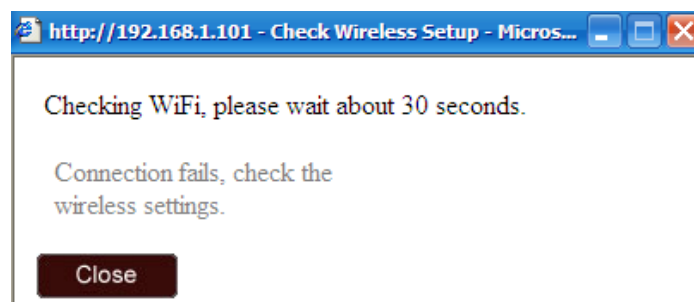 http://192.168.1.101 - Check Wireless Setup - Micros...
Checking WiFi, please wait about 30 seconds.
Connection fails, check the
wireless settings.
Close